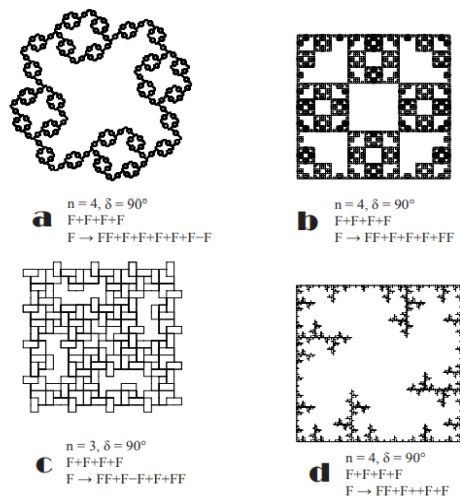 a
n = 4, δ = 90°
F+F+F+F
F → FF+F+F+F+F+F−F
b
n = 4, δ = 90°
F+F+F+F
F → FF+F+F+F+FF
c
n = 3, δ = 90°
F+F+F+F
F → FF+F−F+F+FF
d
n = 4, δ = 90°
F+F+F+F
F → FF+F++F+F